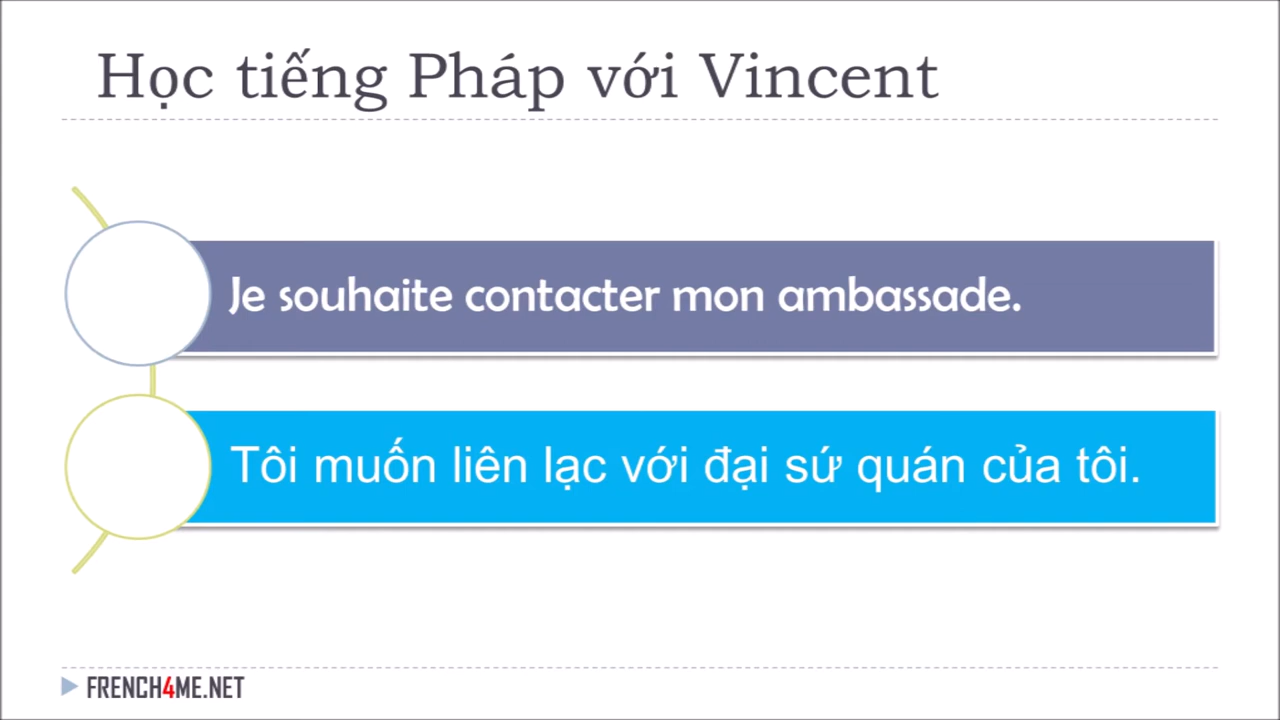 Học tiếng Pháp với Vincent
Je souhaite contacter mon ambassade.
Tôi muốn liên lạc với đại sứ quán của tôi.
FRENCH4ME.NET